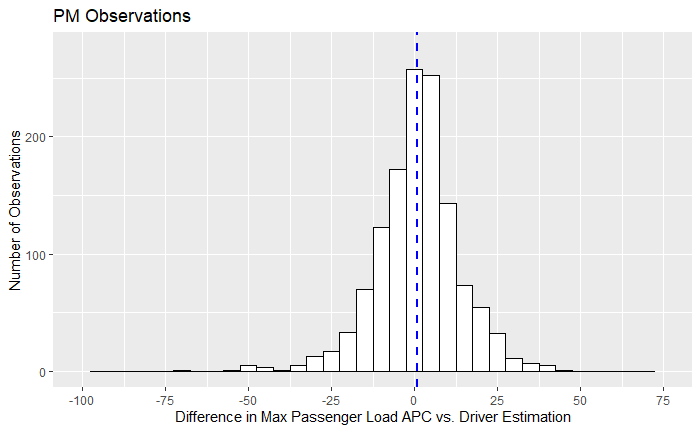 PM Observations
Number of Observations
200
100
0
-100 -75 -50 -25 0 25 50 75
Difference in Max Passenger Load APC vs. Driver Estimation